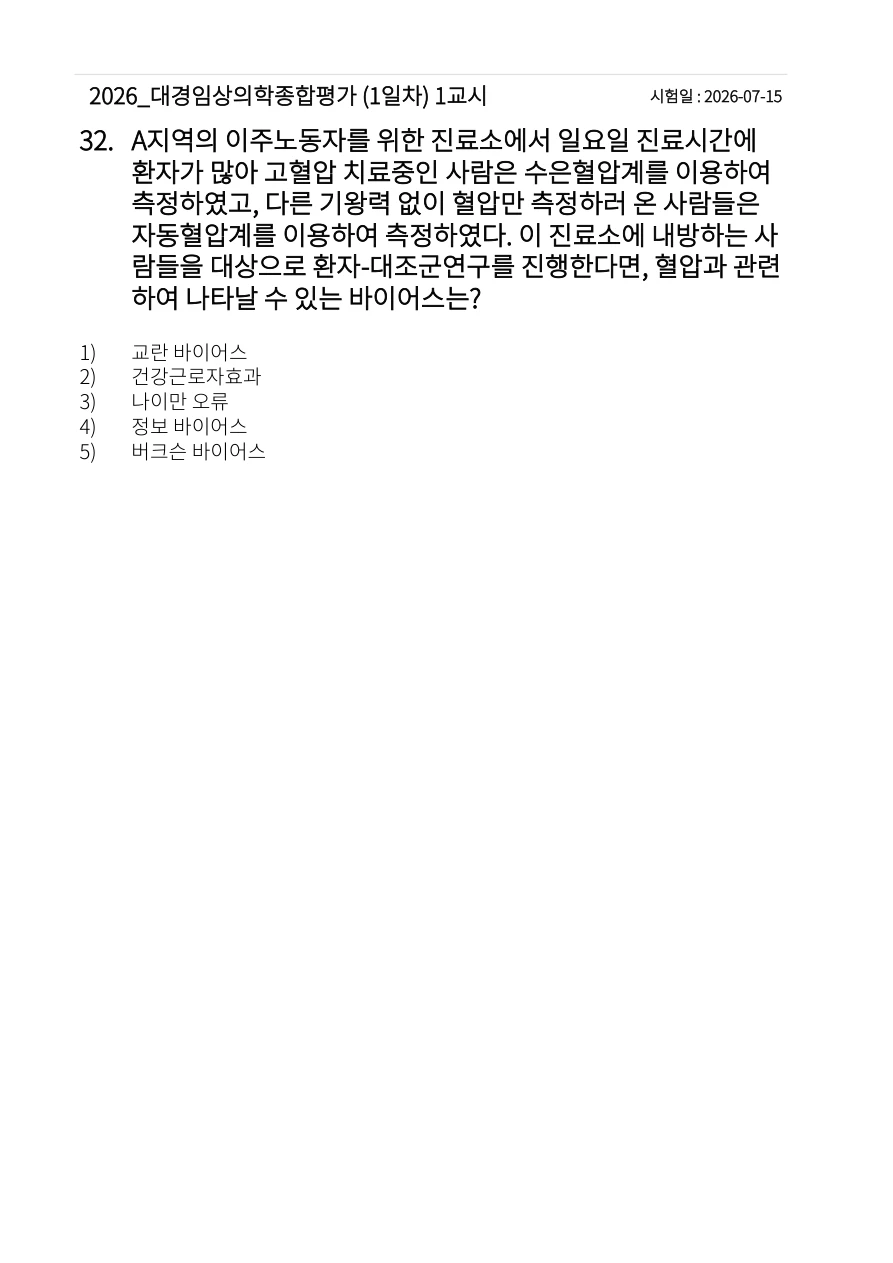 2026_대경임상의학종합평가 (1일차) 1교시
시험일 : 2026-07-15
32. A지역의 이주노동자를 위한 진료소에서 일요일 진료시간에
환자가 많아 고혈압 치료중인 사람은 수은혈압계를 이용하여
측정하였고, 다른 기왕력 없이 혈압만 측정하러 온 사람들은
자동혈압계를 이용하여 측정하였다. 이 진료소에 내방하는 사
람들을 대상으로 환자-대조군연구를 진행한다면, 혈압과 관련
하여 나타날 수 있는 바이어스는?
1) 교란 바이어스
2) 건강근로자효과
3) 나이만 오류
4) 정보 바이어스
5) 버크슨 바이어스